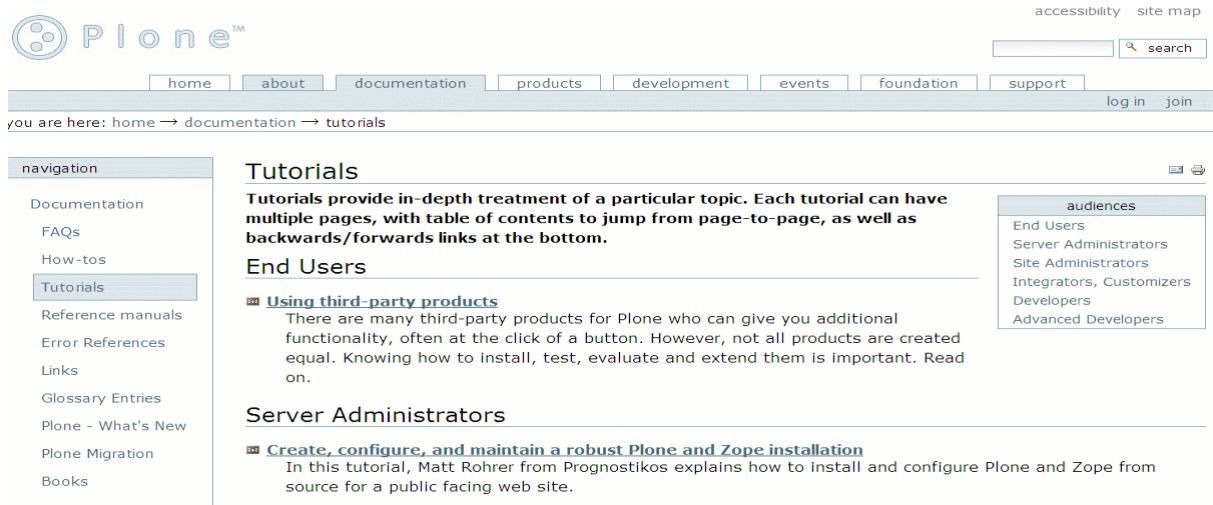 accessibility site map
Plone™
search
home about documentation products development events foundation support
log in join
you are here: home → documentation → tutorials
navigation
Documentation
FAQs
How-tos
Tutorials
Reference manuals
Error References
Links
Glossary Entries
Plone - What's New
Plone Migration
Books
Tutorials
Tutorials provide in-depth treatment of a particular topic. Each tutorial can have
multiple pages, with table of contents to jump from page-to-page, as well as
backwards/forwards links at the bottom.
End Users
Using third-party products
There are many third-party products for Plone who can give you additional
functionality, often at the click of a button. However, not all products are created
equal. Knowing how to install, test, evaluate and extend them is important. Read
on.
Server Administrators
Create, configure, and maintain a robust Plone and Zope installation
In this tutorial, Matt Rohrer from Prognostikos explains how to install and configure Plone and Zope from
source for a public facing web site.
audiences
End Users
Server Administrators
Site Administrators
Integrators, Customizers
Developers
Advanced Developers